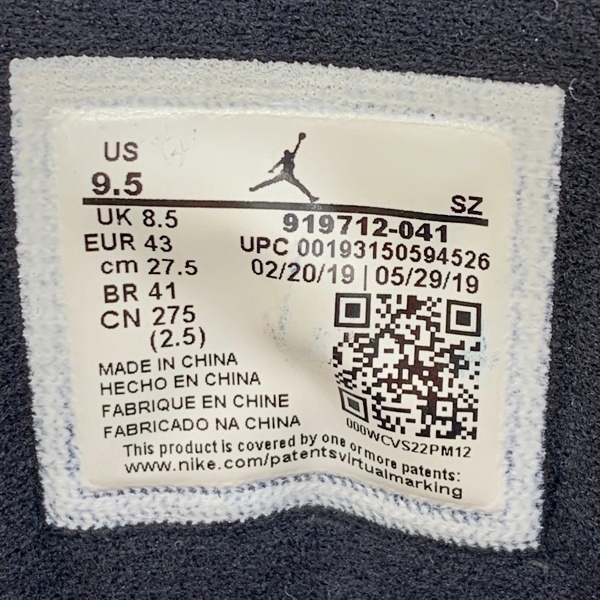 US
9.5
SZ
UK 8.5
919712-041
EUR 43
UPC 00193150594526
cm 27.5
02/20/19 | 05/29/19
BR 41
CN 275
(2.5)
MADE IN CHINA
HECHO EN CHINA
FABRIQUE EN CHINE
FABRICADO NA CHINA
000WCVS22PM12
This product is covered by one or more patents:
www.nike.com/patentsvirtualmarking